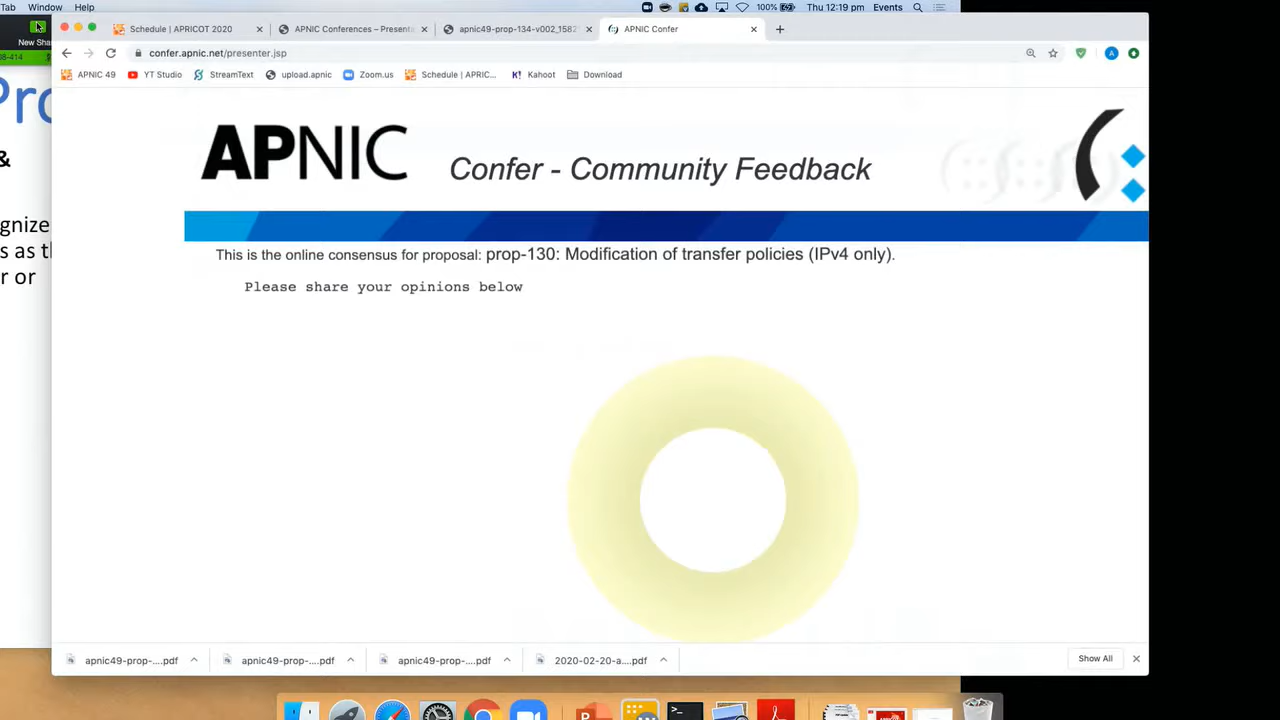 Tab Window Help
100% Thu 12:19 pm Events
New Shar
Schedule | APRICOT 2020
APNIC Conferences – Presenta
apnic49-prop-134-v002_1582
APNIC Confer
confer.apnic.net/presenter.jsp
APNIC 49 YT Studio StreamText upload.apnic Zoom.us Schedule | APRIC... Kahoot Download
APNIC
Confer - Community Feedback
Pro
&
gnize
s as th
r or
This is the online consensus for proposal: prop-130: Modification of transfer policies (IPv4 only).
Please share your opinions below
apnic49-prop-....pdf apnic49-prop-....pdf apnic49-prop-....pdf 2020-02-20-a....pdf Show All